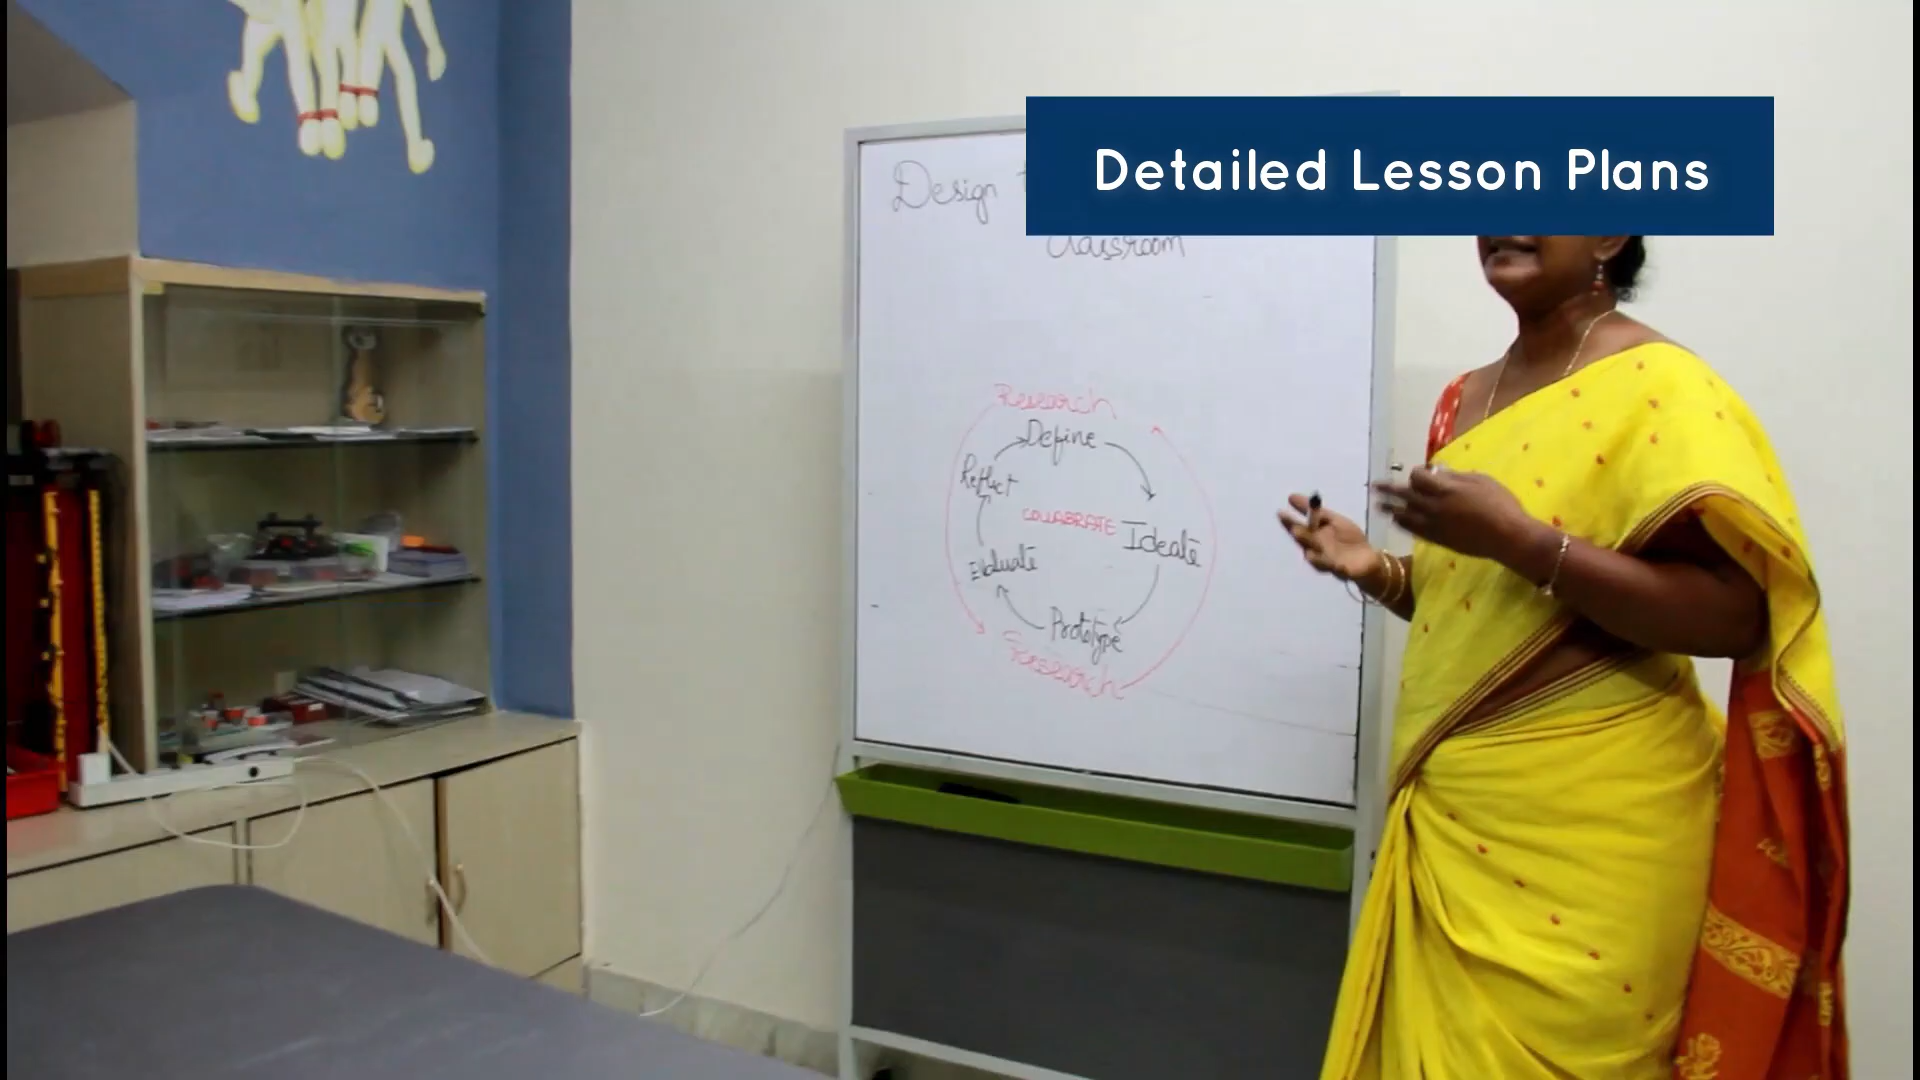 Detailed Lesson Plans
Design
Classroom
Research
Define
Reflect
COLLABRATE
Ideate
Evaluate
Prototype
Research